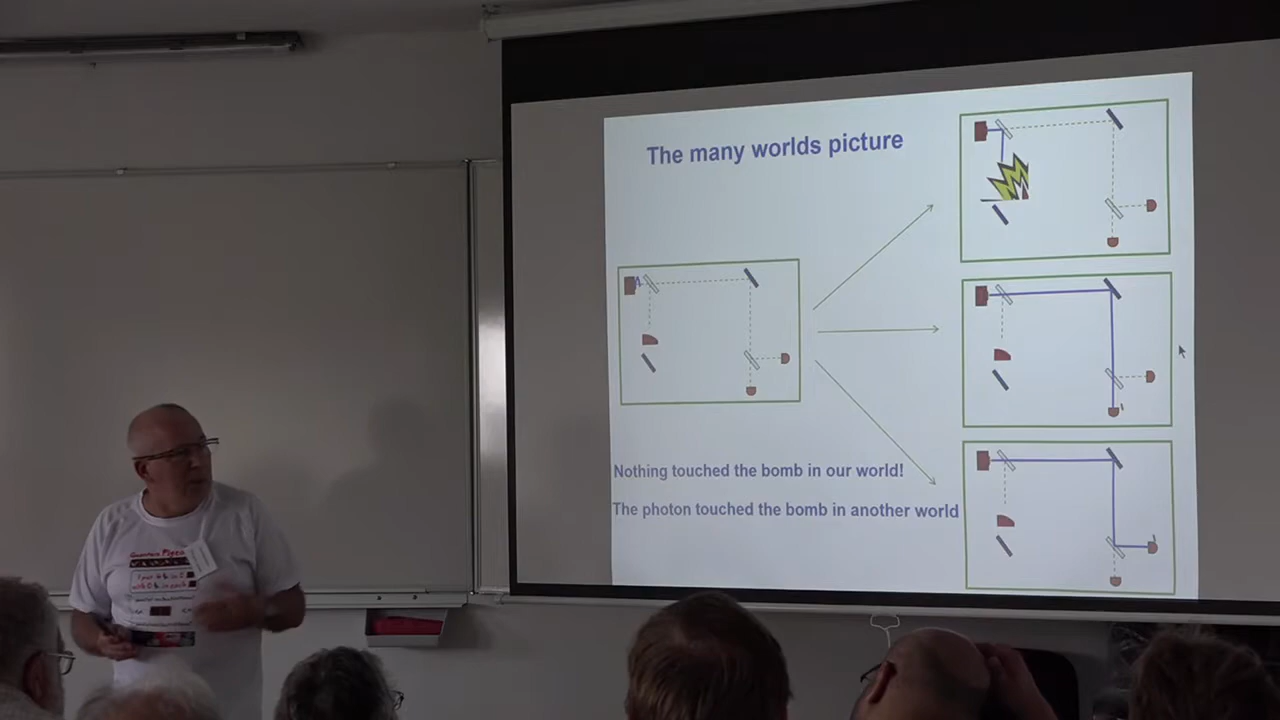 The many worlds picture
Nothing touched the bomb in our world!
The photon touched the bomb in another world
Quantum